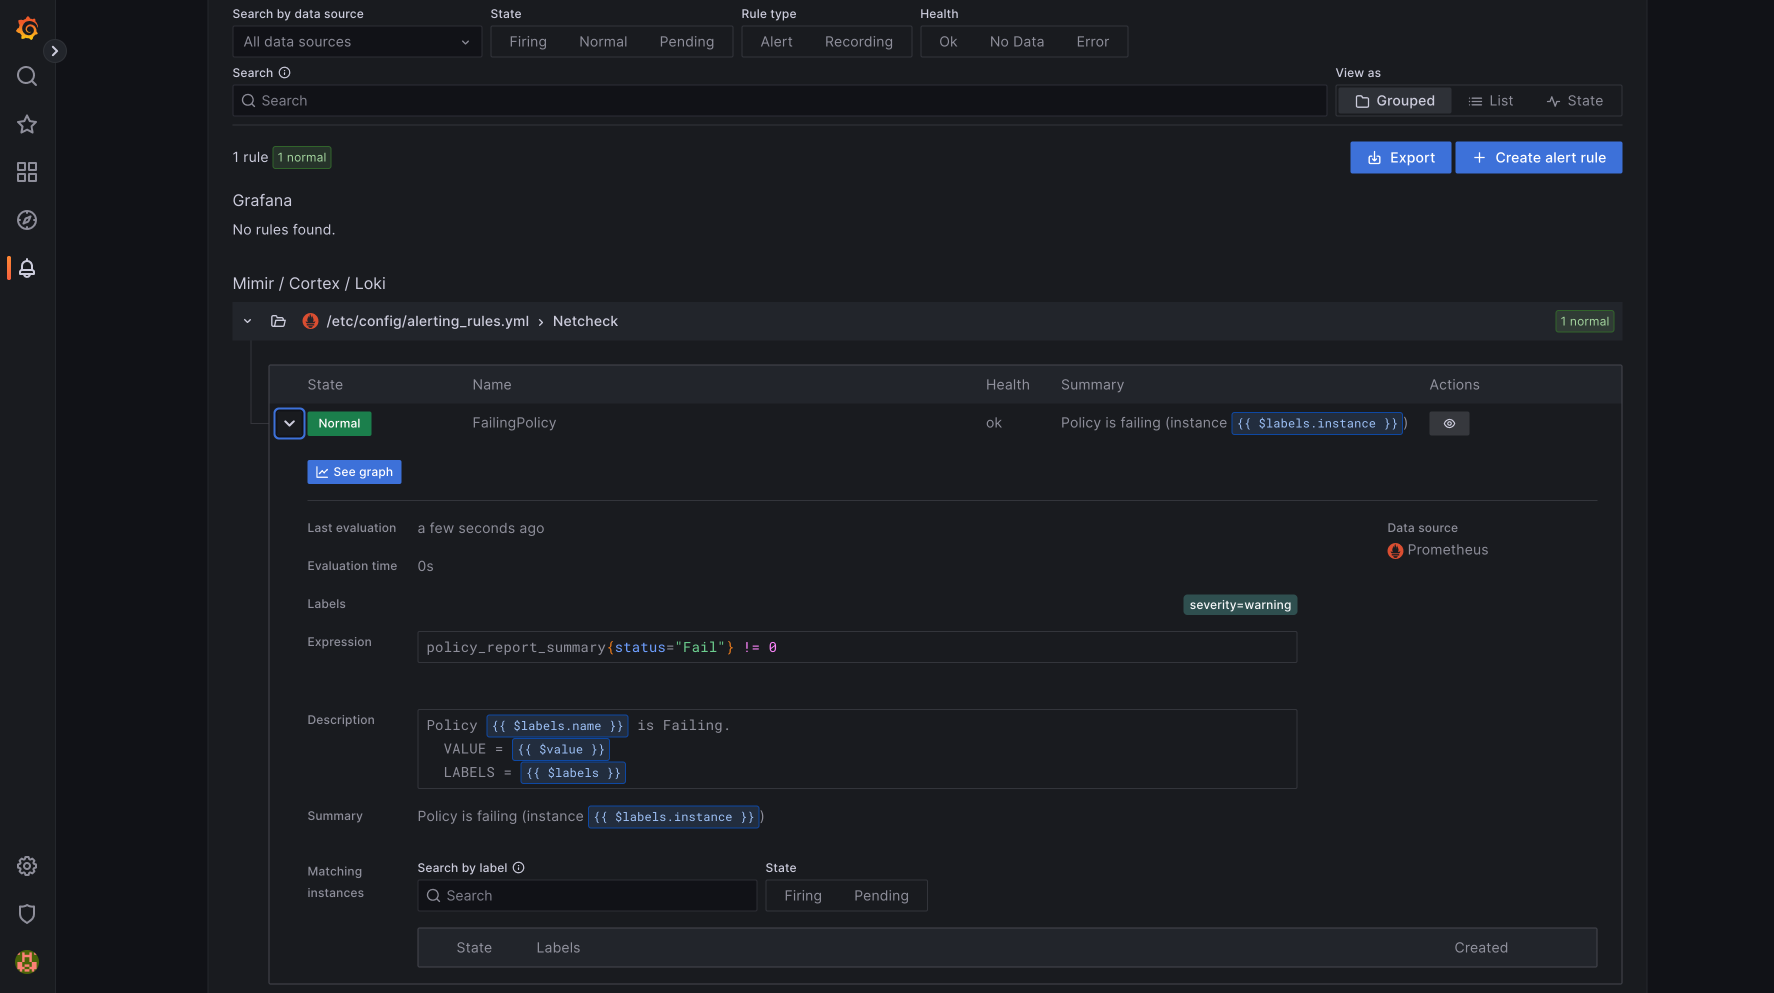 Search by data source State Rule type Health
All data sources Firing Normal Pending Alert Recording Ok No Data Error
Search View as
Search Grouped List State
1 rule 1 normal Export + Create alert rule
Grafana
No rules found.
Mimir / Cortex / Loki
/etc/config/alerting_rules.yml › Netcheck 1 normal
State Name Health Summary Actions
Normal FailingPolicy ok Policy is failing (instance {{ $labels.instance }})
See graph
Last evaluation a few seconds ago Data source
Prometheus
Evaluation time 0s
Labels severity=warning
Expression policy_report_summary{status="Fail"} != 0
Description Policy {{ $labels.name }} is Failing.
VALUE = {{ $value }}
LABELS = {{ $labels }}
Summary Policy is failing (instance {{ $labels.instance }})
Matching instances Search by label State
Search Firing Pending
State Labels Created